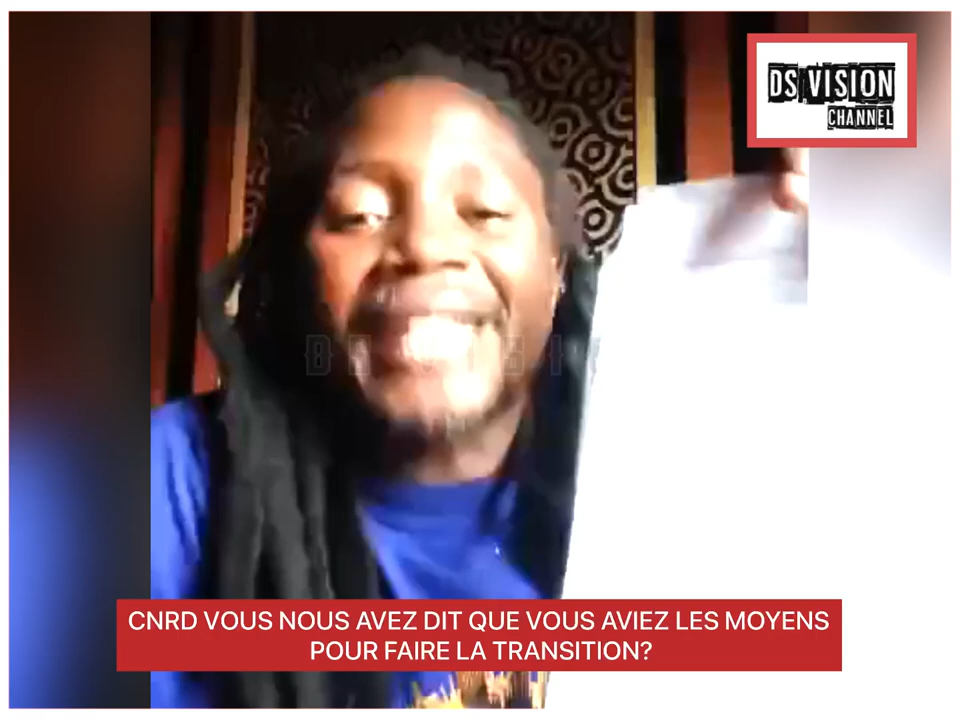 DS VISION
CHANNEL
CNRD VOUS NOUS AVEZ DIT QUE VOUS AVIEZ LES MOYENS
POUR FAIRE LA TRANSITION?